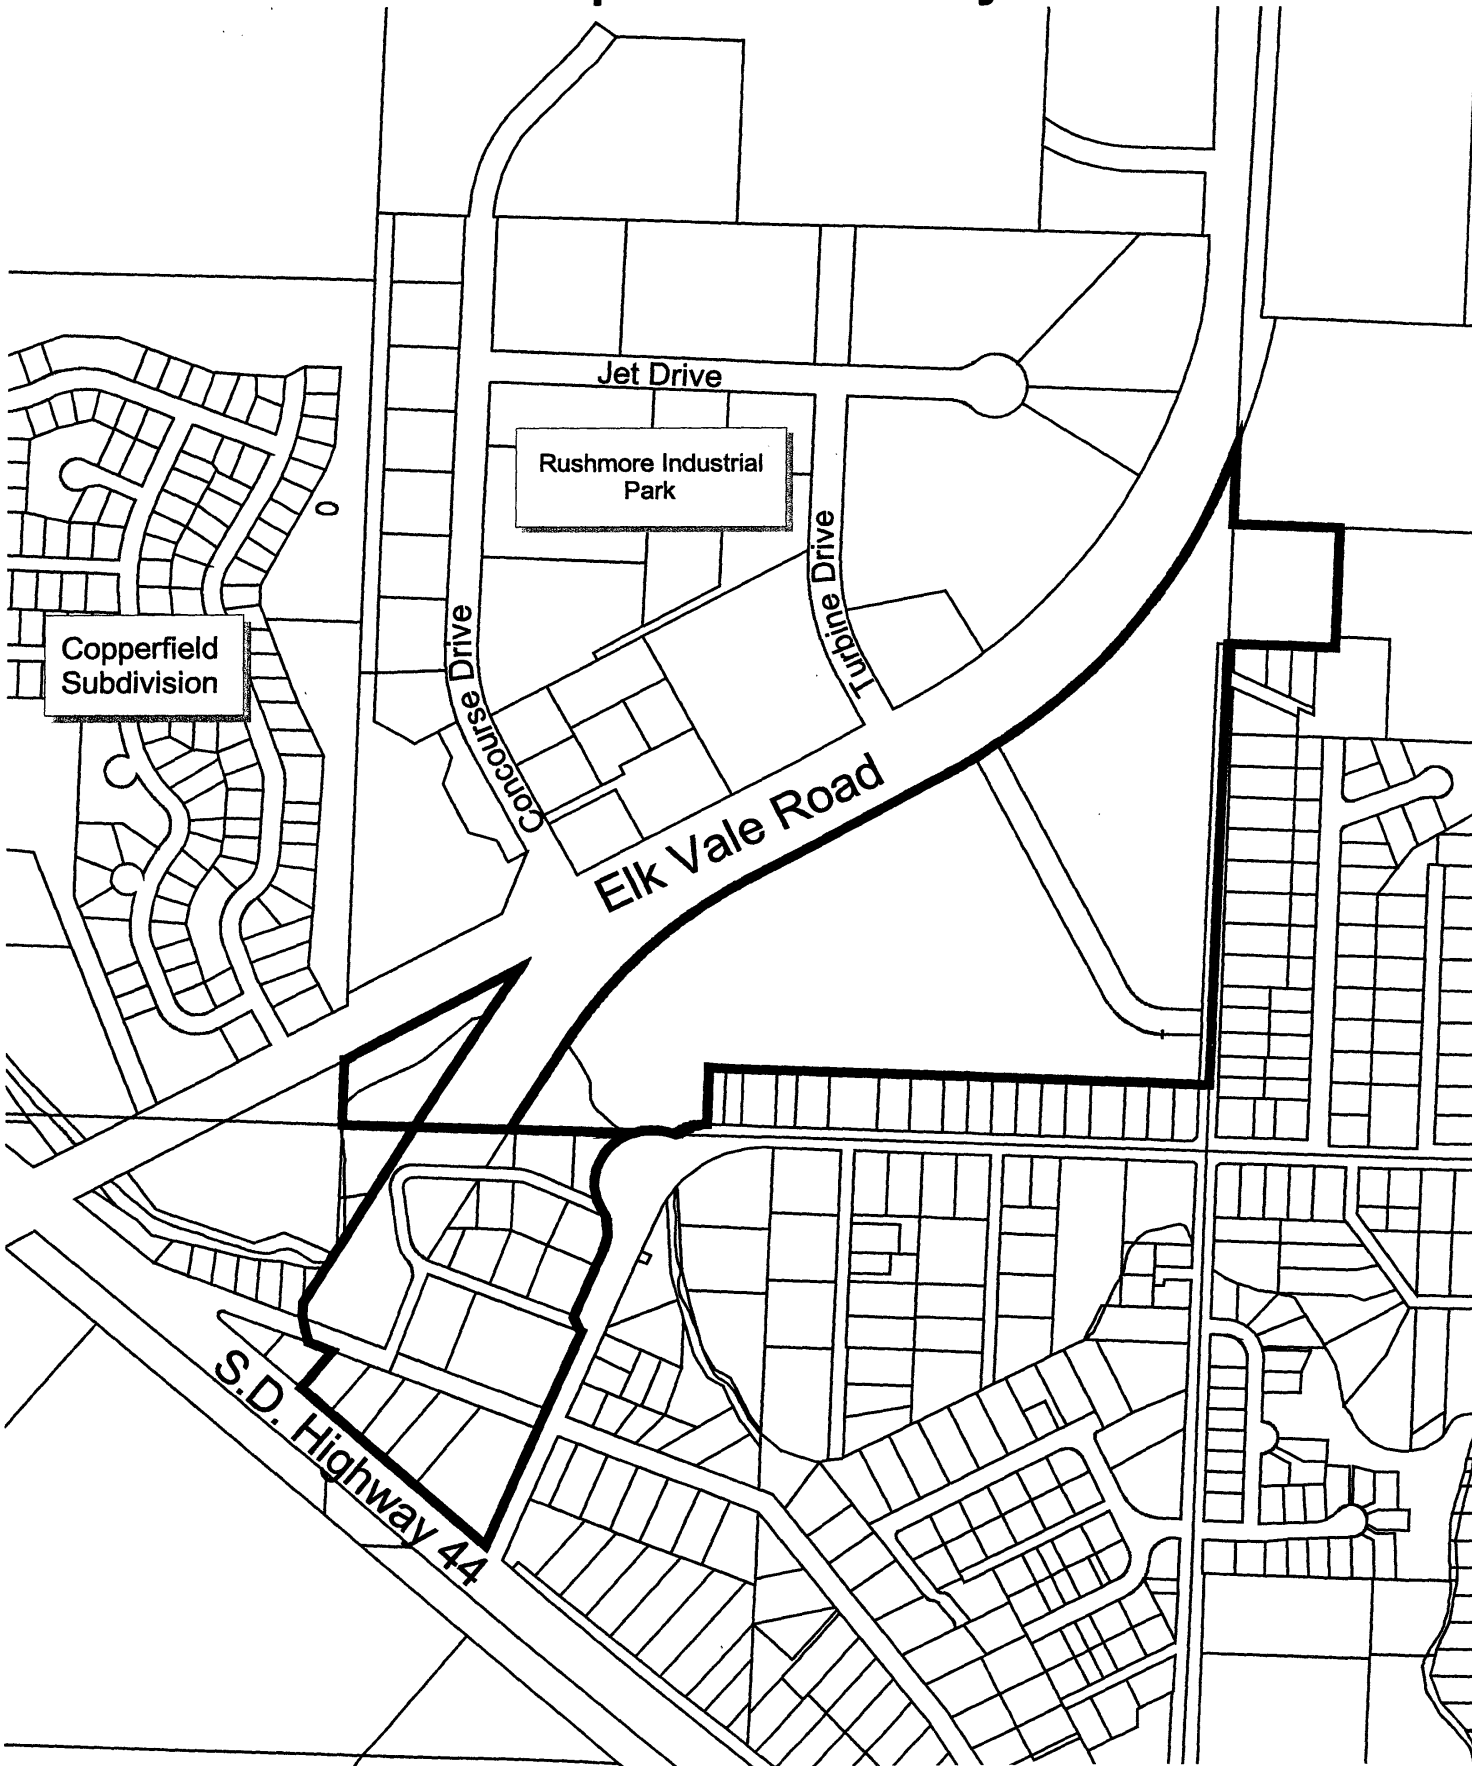 Jet Drive
Rushmore Industrial
Park
Turbine Drive
Concourse Drive
Copperfield
Subdivision
Elk Vale Road
S.D. Highway 44